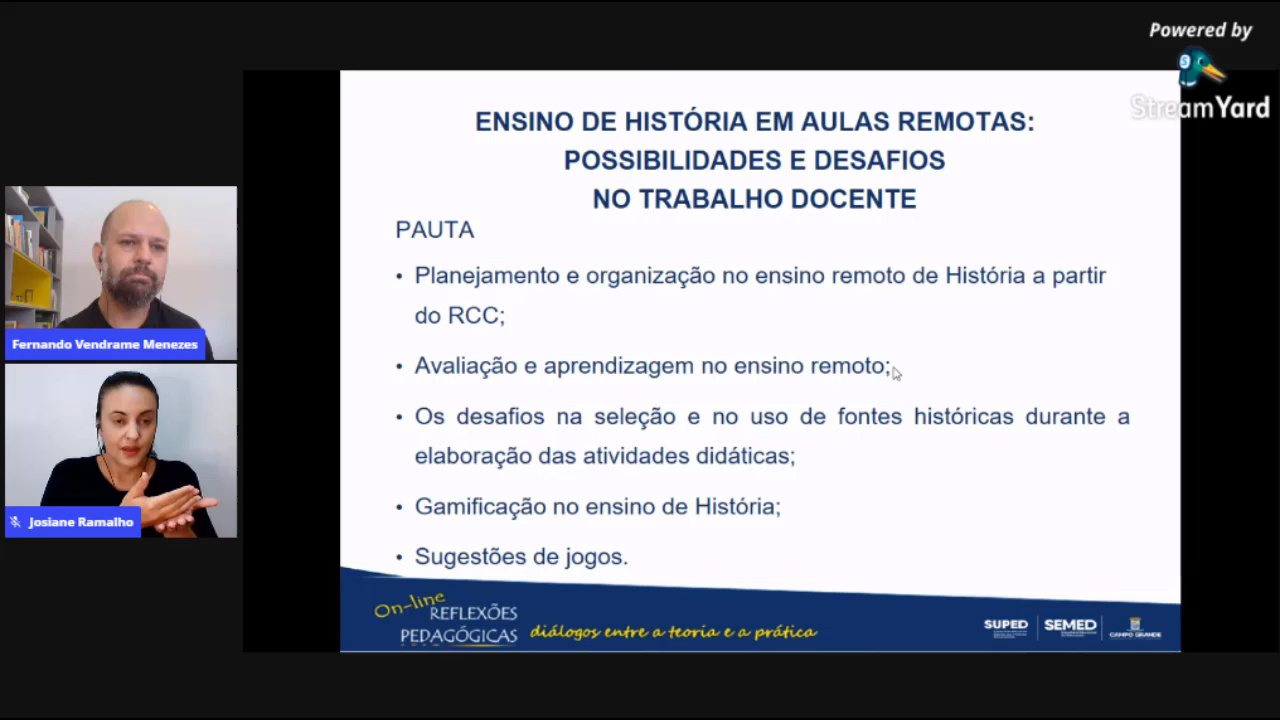 Powered by
StreamYard
ENSINO DE HISTÓRIA EM AULAS REMOTAS:
POSSIBILIDADES E DESAFIOS
NO TRABALHO DOCENTE
PAUTA
• Planejamento e organização no ensino remoto de História a partir
do RCC;
• Avaliação e aprendizagem no ensino remoto;
• Os desafios na seleção e no uso de fontes históricas durante a
elaboração das atividades didáticas;
• Gamificação no ensino de História;
• Sugestões de jogos.
Fernando Vendrame Menezes
Josiane Ramalho
On-line
REFLEXÕES
PEDAGÓGICAS
diálogos entre a teoria e a prática
SUPED
SEMED
CAMPO GRANDE